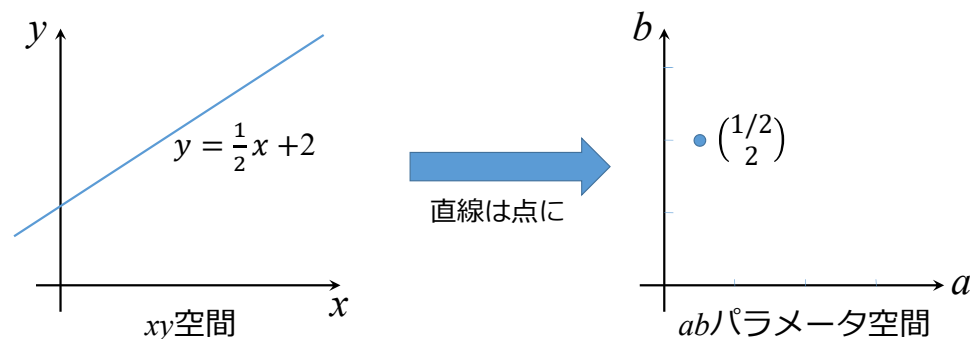 y
y = 1/2 x +2
x
xy空間
直線は点に
b
(1/2
2)
a
abパラメータ空間